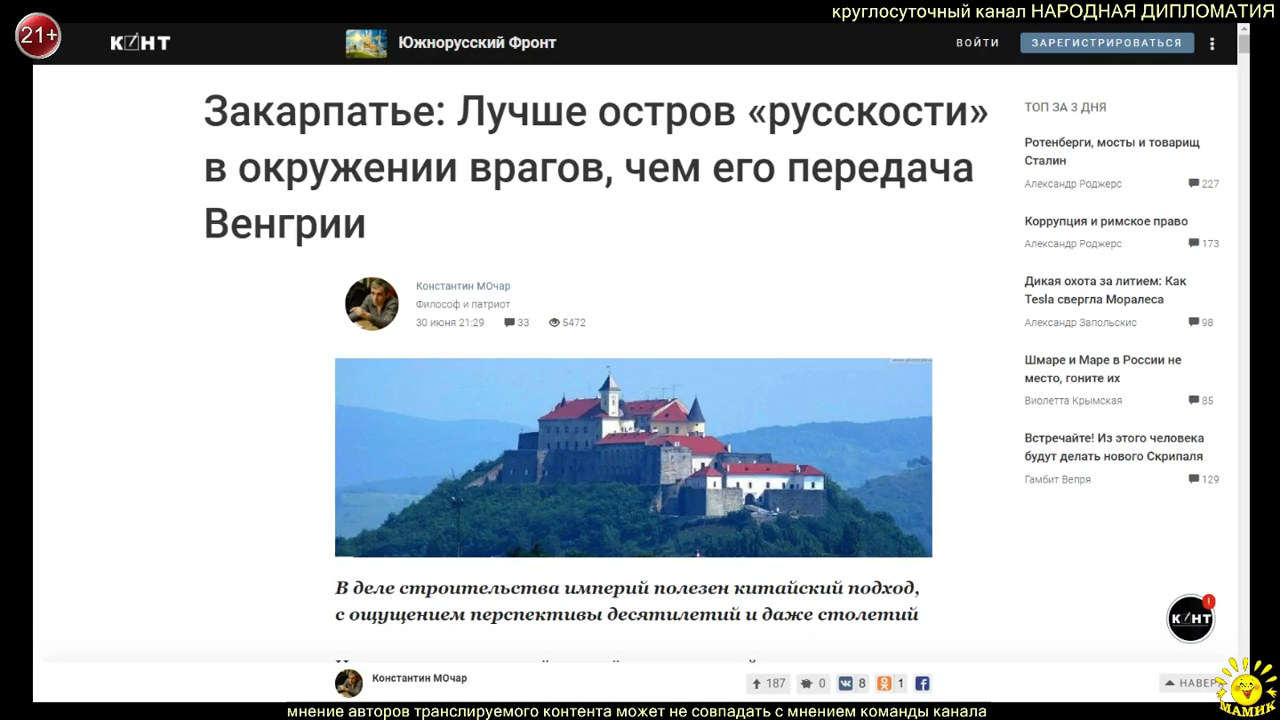 круглосуточный канал НАРОДНАЯ ДИПЛОМАТИЯ
21+
КОНТ
Южнорусский Фронт
ВОЙТИ
ЗАРЕГИСТРИРОВАТЬСЯ
Закарпатье: Лучше остров «русскости»
в окружении врагов, чем его передача
Венгрии
Константин МОчар
Философ и патриот
30 июня 21:29 33 5472
ТОП ЗА 3 ДНЯ
Ротенберги, мосты и товарищ
Сталин
Александр Роджерс 227
Коррупция и римское право
Александр Роджерс 173
Дикая охота за литием: Как
Tesla свергла Моралеса
Александр Запольскис 98
Шмаре и Маре в России не
место, гоните их
Виолетта Крымская 85
Встречайте! Из этого человека
будут делать нового Скрипаля
Гамбит Вепря 129
В деле строительства империй полезен китайский подход,
с ощущением перспективы десятилетий и даже столетий
КОНТ
Константин МОчар
187 0 8 1
НАВЕР
МАМИК
мнение авторов транслируемого контента может не совпадать с мнением команды канала